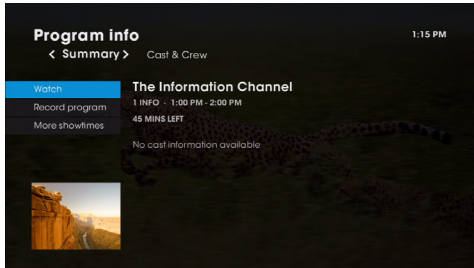 Program info
1:15 PM
< Summary > Cast & Crew
Watch
Record program
More showtimes
The Information Channel
1 INFO · 1:00 PM - 2:00 PM
45 MINS LEFT
No cast information available